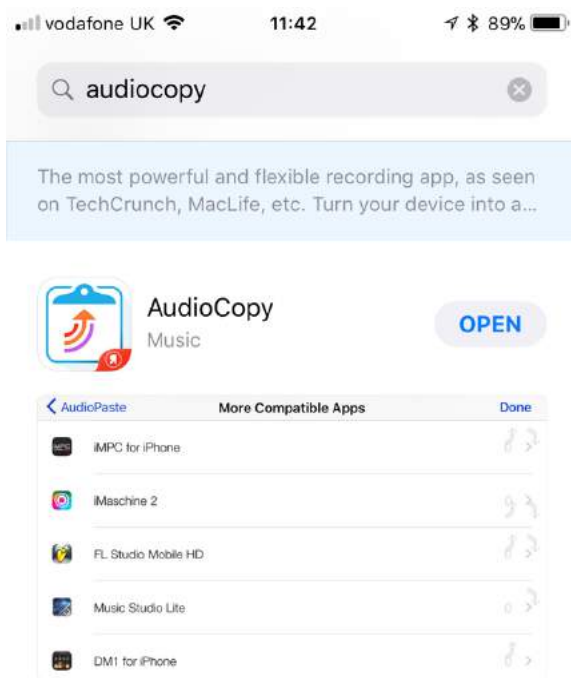 vodafone UK 11:42 89%
audiocopy
The most powerful and flexible recording app, as seen
on TechCrunch, MacLife, etc. Turn your device into a...
AudioCopy
Music
OPEN
AudioPaste More Compatible Apps Done
iMPC for iPhone
iMaschine 2
FL Studio Mobile HD
Music Studio Lite
DM1 for iPhone